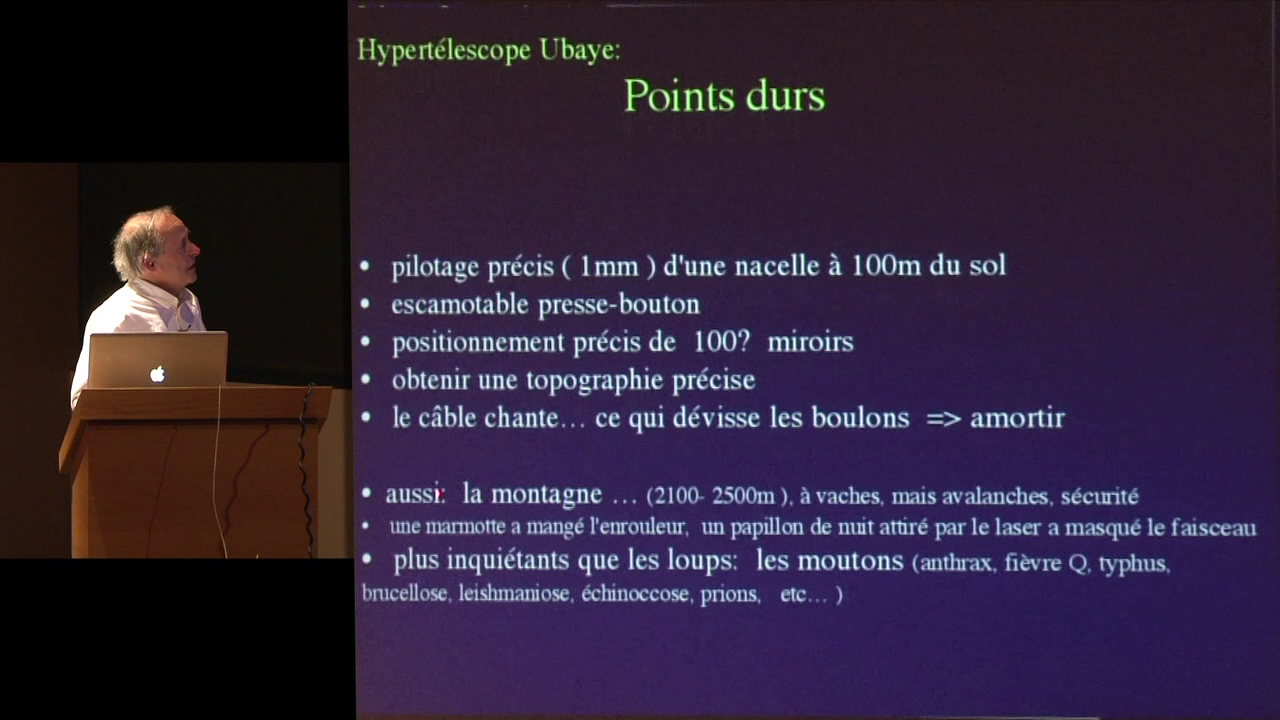 Hypertélescope Ubaye:
Points durs
• pilotage précis ( 1mm ) d'une nacelle à 100m du sol
• escamotable presse-bouton
• positionnement précis de 100? miroirs
• obtenir une topographie précise
• le câble chante… ce qui dévisse les boulons => amortir
• aussi: la montagne … (2100- 2500m ), à vaches, mais avalanches, sécurité
• une marmotte a mangé l'enrouleur, un papillon de nuit attiré par le laser a masqué le faisceau
• plus inquiétants que les loups: les moutons (anthrax, fièvre Q, typhus,
brucellose, leishmaniose, échinoccose, prions, etc… )